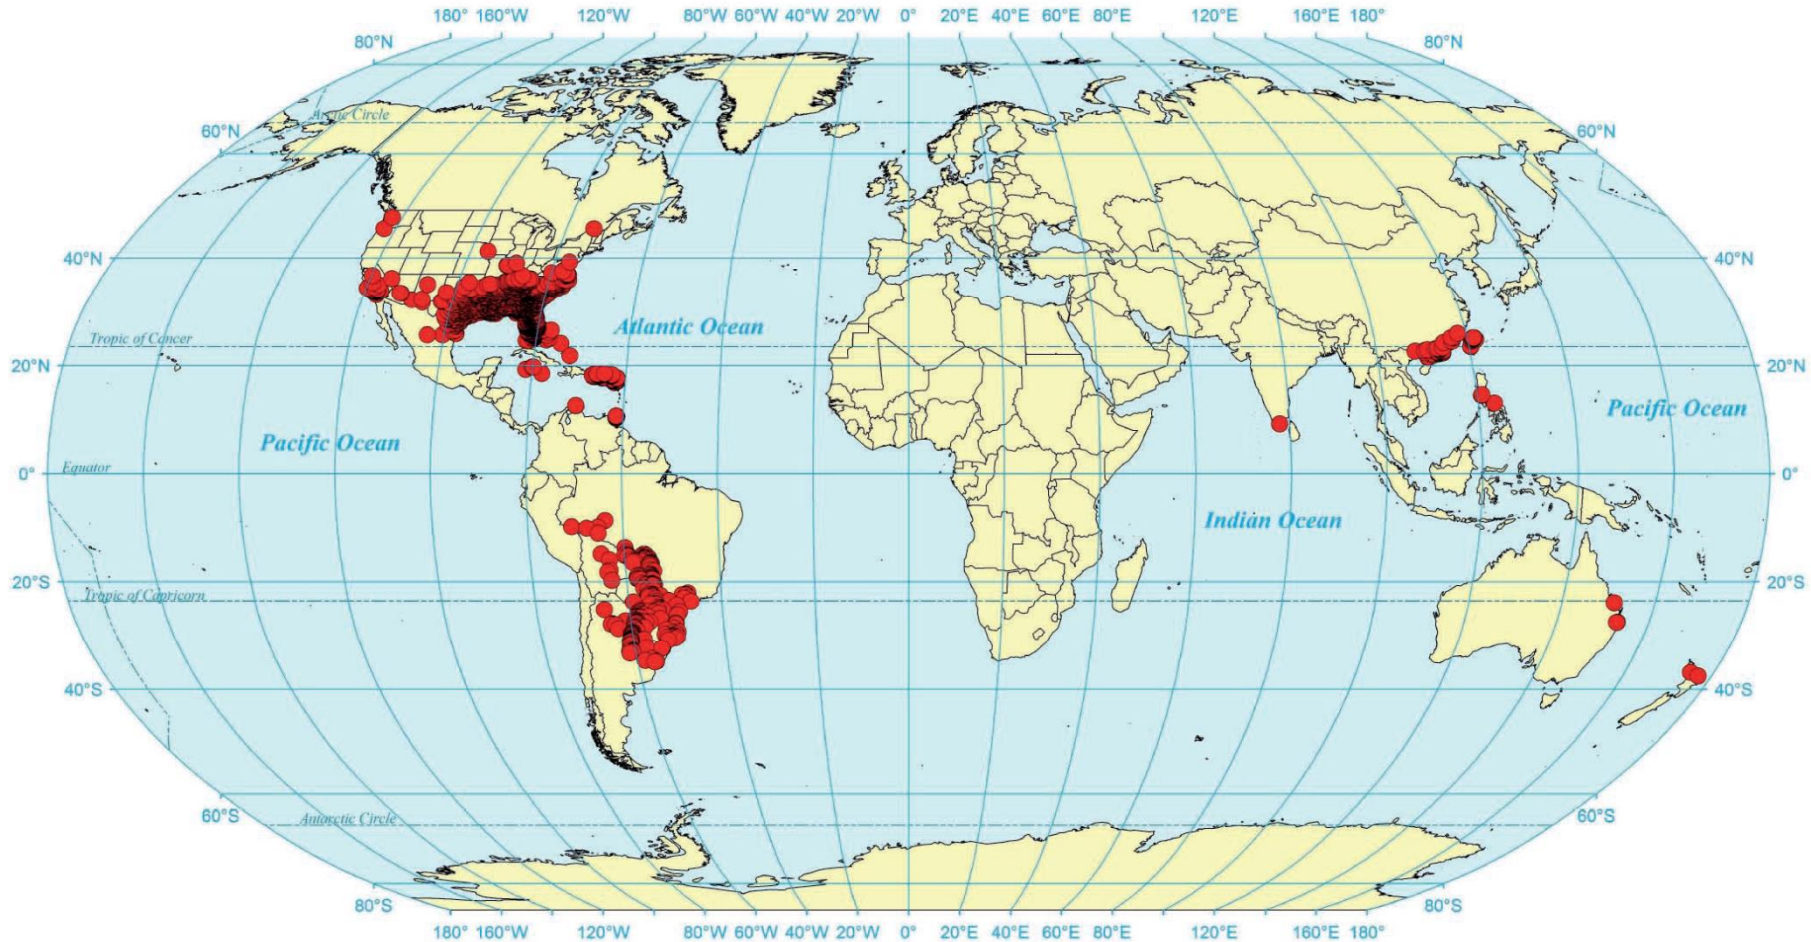 180° 160°W 120°W 80°W 60°W 40°W 20°W 0° 20°E 40°E 60°E 80°E 120°E 160°E 180°
80°N 80°N
Arctic Circle
60°N 60°N
40°N 40°N
Atlantic Ocean
Tropic of Cancer
20°N 20°N
Pacific Ocean
Pacific Ocean
Equator
0° 0°
Indian Ocean
20°S 20°S
Tropic of Capricorn
40°S 40°S
60°S 60°S
Antarctic Circle
80°S 80°S
180° 160°W 120°W 80°W 60°W 40°W 20°W 0° 20°E 40°E 60°E 80°E 120°E 160°E 180°